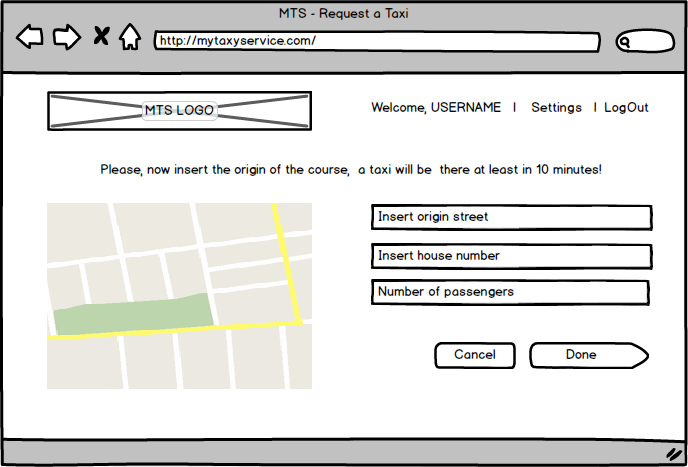 MTS - Request a Taxi
http://mytaxyservice.com/
MTS LOGO
Welcome, USERNAME | Settings | LogOut
Please, now insert the origin of the course, a taxi will be there at least in 10 minutes!
Insert origin street
Insert house number
Number of passengers
Cancel
Done